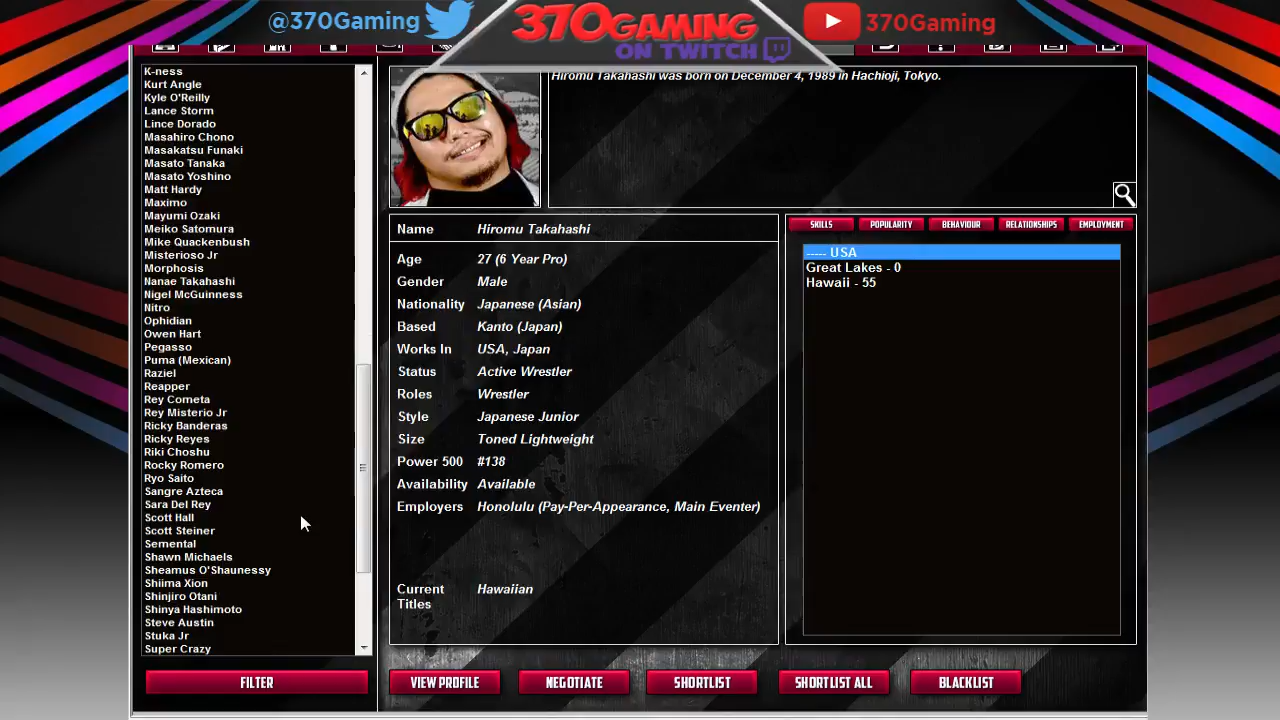 @370Gaming
370GAMING
ON TWITCH
370Gaming
K-ness
Kurt Angle
Kyle O'Reilly
Lance Storm
Lince Dorado
Masahiro Chono
Masakatsu Funaki
Masato Tanaka
Masato Yoshino
Matt Hardy
Maximo
Mayumi Ozaki
Meiko Satomura
Mike Quackenbush
Misterioso Jr
Morphosis
Nanae Takahashi
Nigel McGuinness
Nitro
Ophidian
Owen Hart
Pegasso
Puma (Mexican)
Raziel
Reapper
Rey Cometa
Rey Misterio Jr
Ricky Banderas
Ricky Reyes
Riki Choshu
Rocky Romero
Ryo Saito
Sangre Azteca
Sara Del Rey
Scott Hall
Scott Steiner
Semental
Shawn Michaels
Sheamus O'Shaunessy
Shiima Xion
Shinjiro Otani
Shinya Hashimoto
Steve Austin
Stuka Jr
Super Crazy
FILTER
Hiromu Takahashi was born on December 4, 1989 in Hachioji, Tokyo.
Name Hiromu Takahashi
Age 27 (6 Year Pro)
Gender Male
Nationality Japanese (Asian)
Based Kanto (Japan)
Works In USA, Japan
Status Active Wrestler
Roles Wrestler
Style Japanese Junior
Size Toned Lightweight
Power 500 #138
Availability Available
Employers Honolulu (Pay-Per-Appearance, Main Eventer)
Current Hawaiian
Titles
SKILLS POPULARITY BEHAVIOUR RELATIONSHIPS EMPLOYMENT
----- USA
Great Lakes - 0
Hawaii - 55
VIEW PROFILE NEGOTIATE SHORTLIST SHORTLIST ALL BLACKLIST